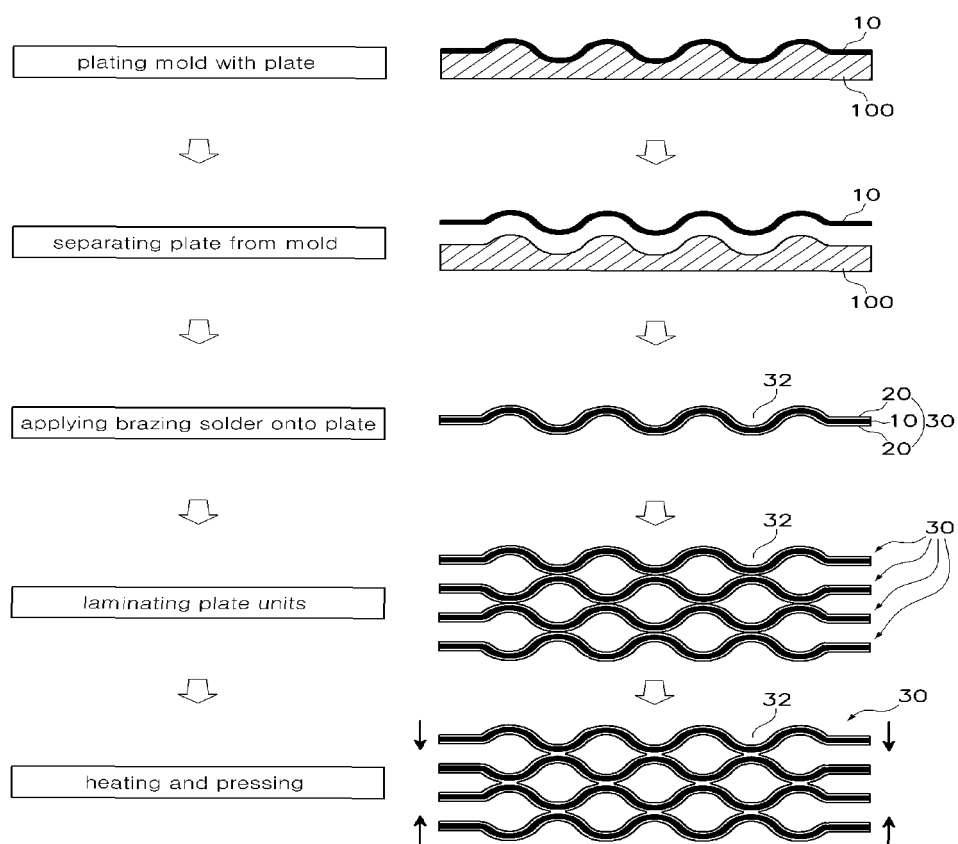 plating mold with plate
10
100
separating plate from mold
10
100
applying brazing solder onto plate
32
20
10 30
20
laminating plate units
32
30
heating and pressing
32
30